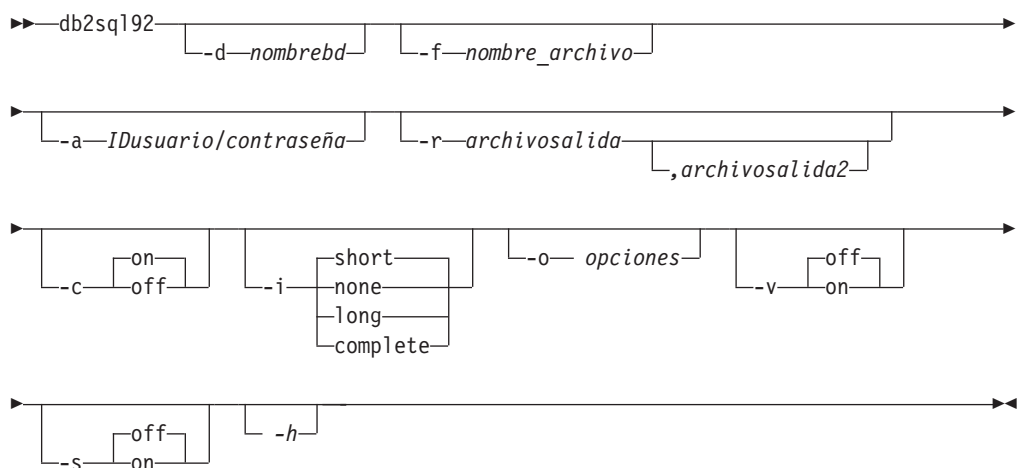 db2sql92
-d nombrebd
-f nombre_archivo
-a IDusuario/contraseña
-r archivosalida
,archivosalida2
on
-c off
short
-i none
long
complete
-o opciones
off
-v on
off
-s on
-h